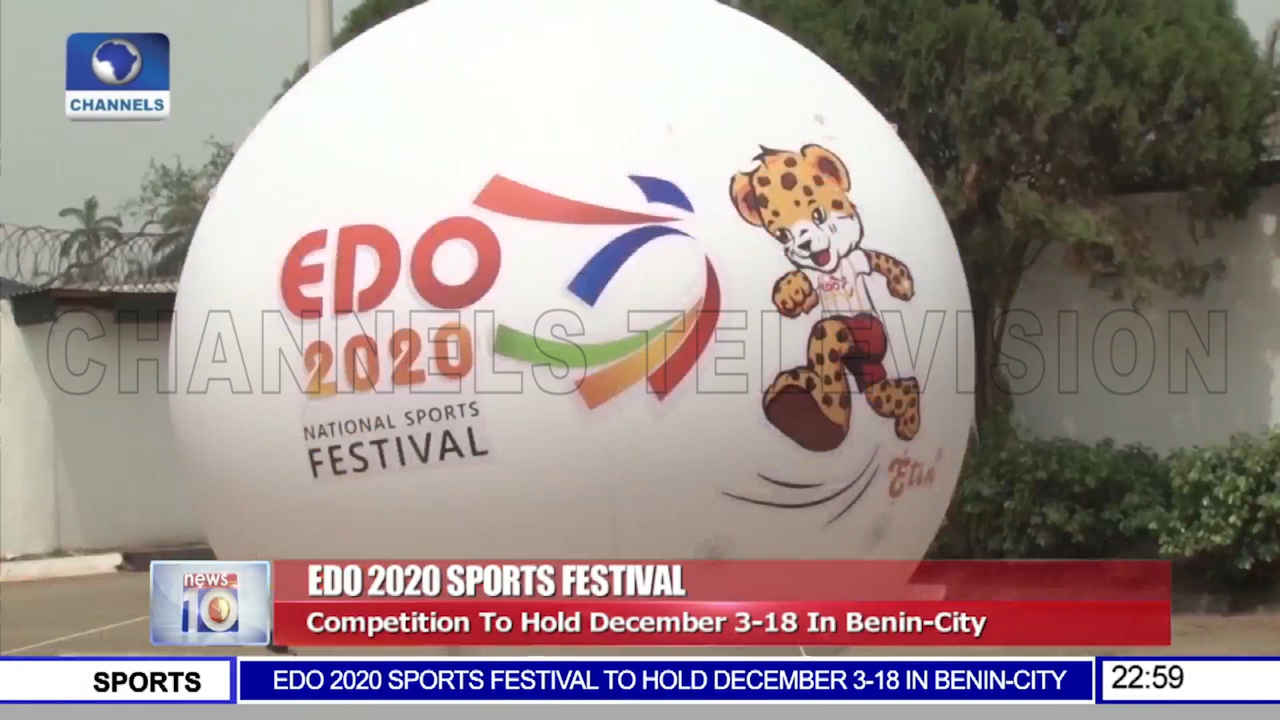 CHANNELS
EDO
2020
NATIONAL SPORTS
FESTIVAL
EDO
Etin
CHANNELS TELEVISION
news
10
EDO 2020 SPORTS FESTIVAL
Competition To Hold December 3-18 In Benin-City
SPORTS
EDO 2020 SPORTS FESTIVAL TO HOLD DECEMBER 3-18 IN BENIN-CITY
22:59